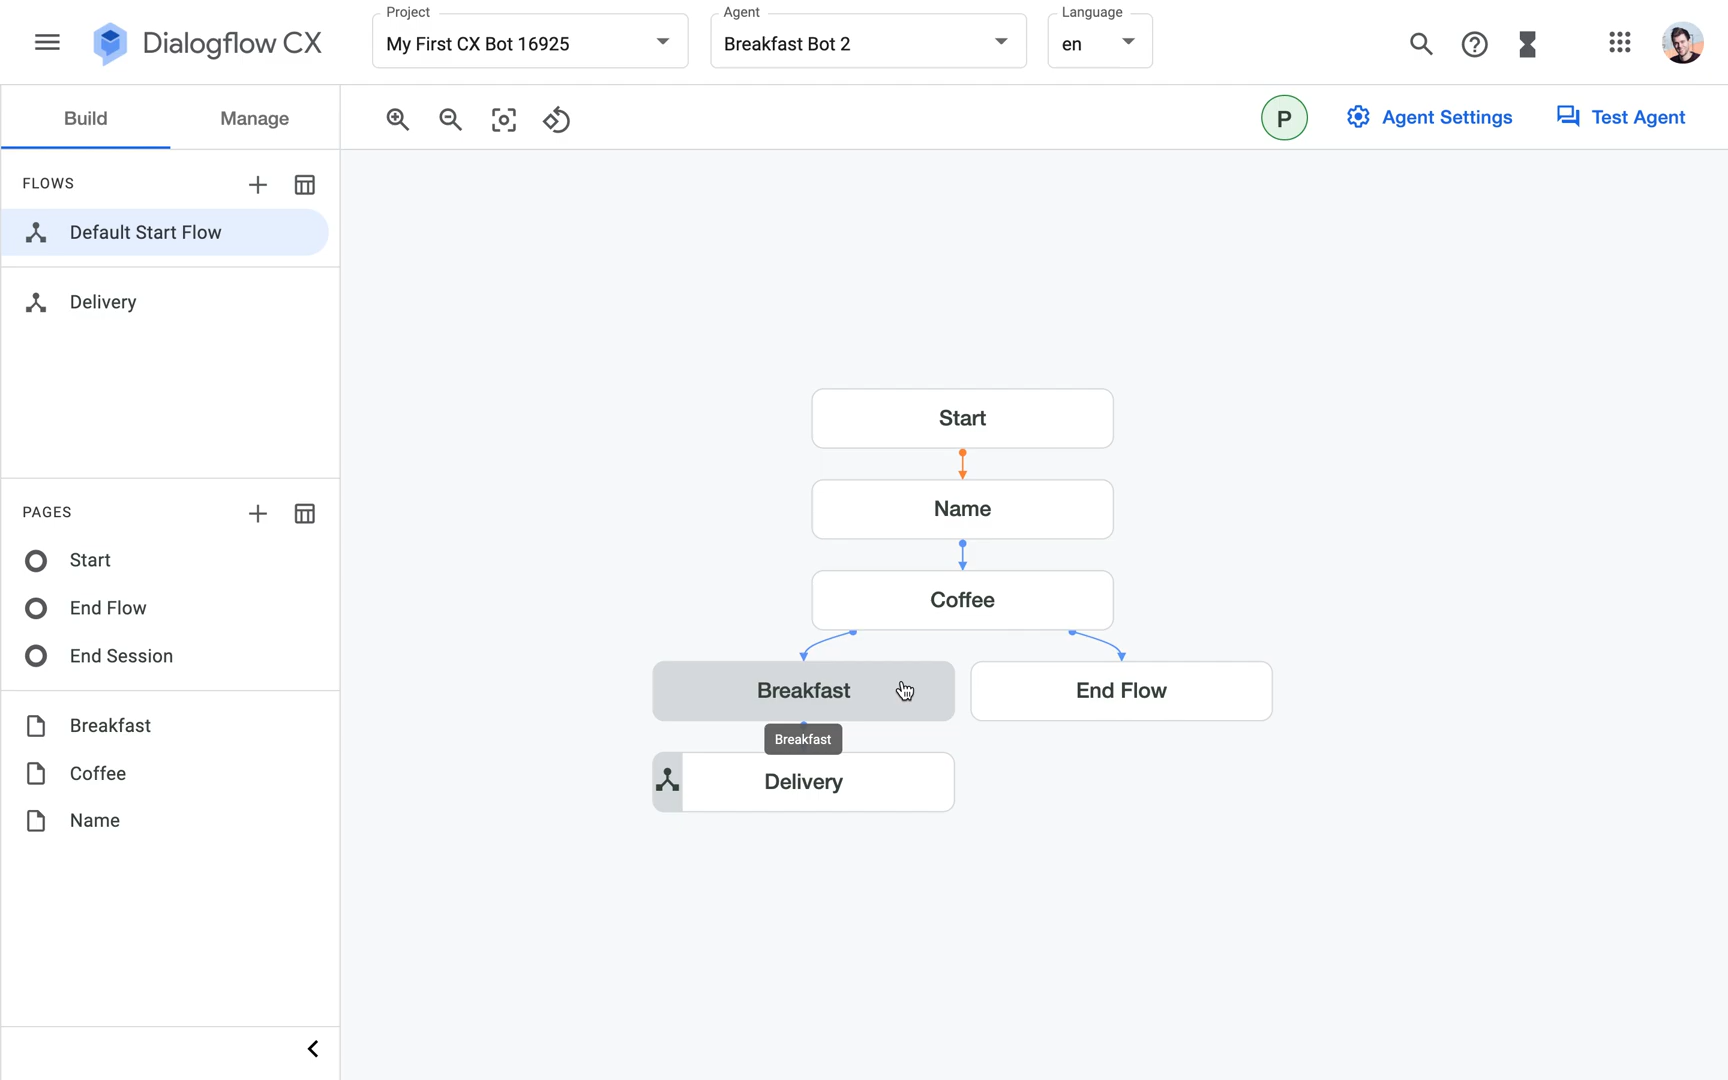 Dialogflow CX
Project
My First CX Bot 16925
Agent
Breakfast Bot 2
Language
en
Build
Manage
P
Agent Settings
Test Agent
FLOWS
Default Start Flow
Delivery
PAGES
Start
End Flow
End Session
Breakfast
Coffee
Name
Start
Name
Coffee
Breakfast
End Flow
Breakfast
Delivery